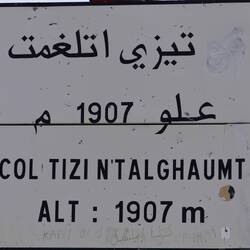 تيزي اتلغمت
علو 1907 م
COL TIZI N'TALGHAUMT
ALT : 1907 m